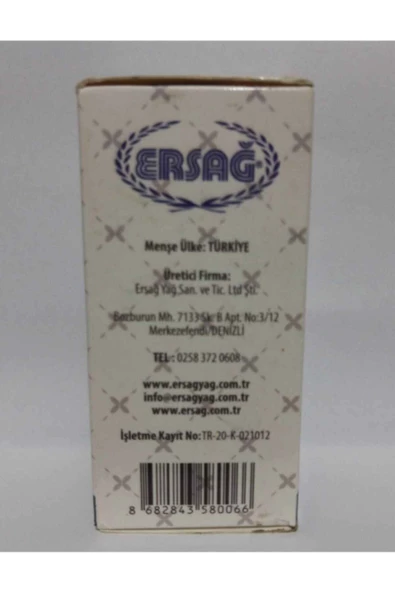 ERSAĞ
Menşe Ülke: TÜRKİYE
Üretici Firma:
Ersağ Yağ San. ve Tic. Ltd Şti.
Bozburun Mh. 7133 Sk. B Apt. No:3/12
Merkezefendi/DENİZLİ
TEL : 0258 372 0608
www.ersagyag.com.tr
info@ersagyag.com.tr
www.ersag.com.tr
İşletme Kayıt No:TR-20-K-021012
8 682843 580066